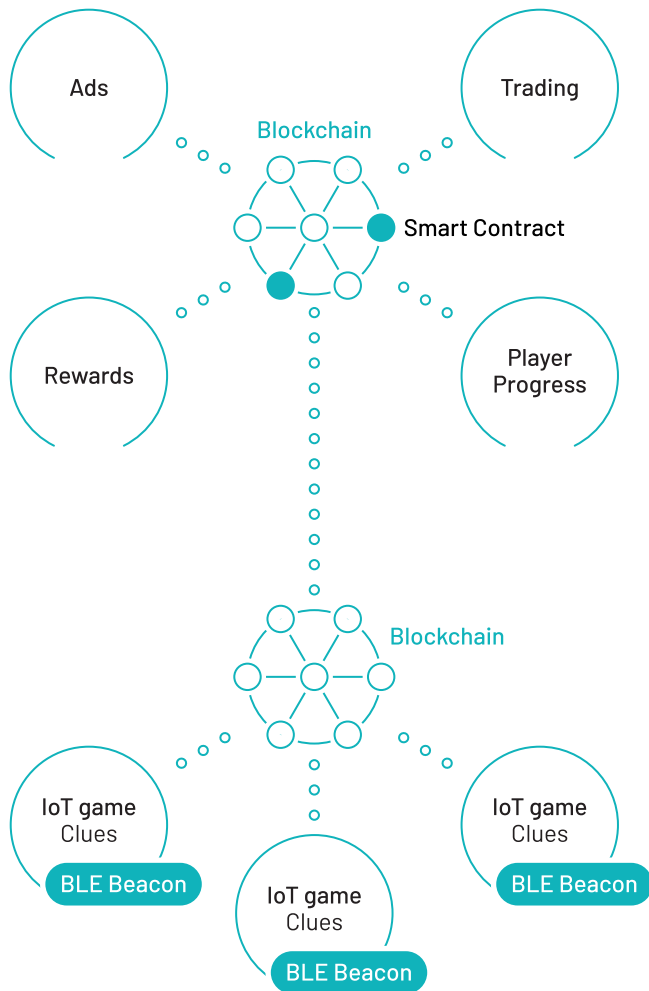 Ads
Trading
Blockchain
Smart Contract
Rewards
Player
Progress
Blockchain
IoT game
Clues
BLE Beacon
IoT game
Clues
BLE Beacon
IoT game
Clues
BLE Beacon